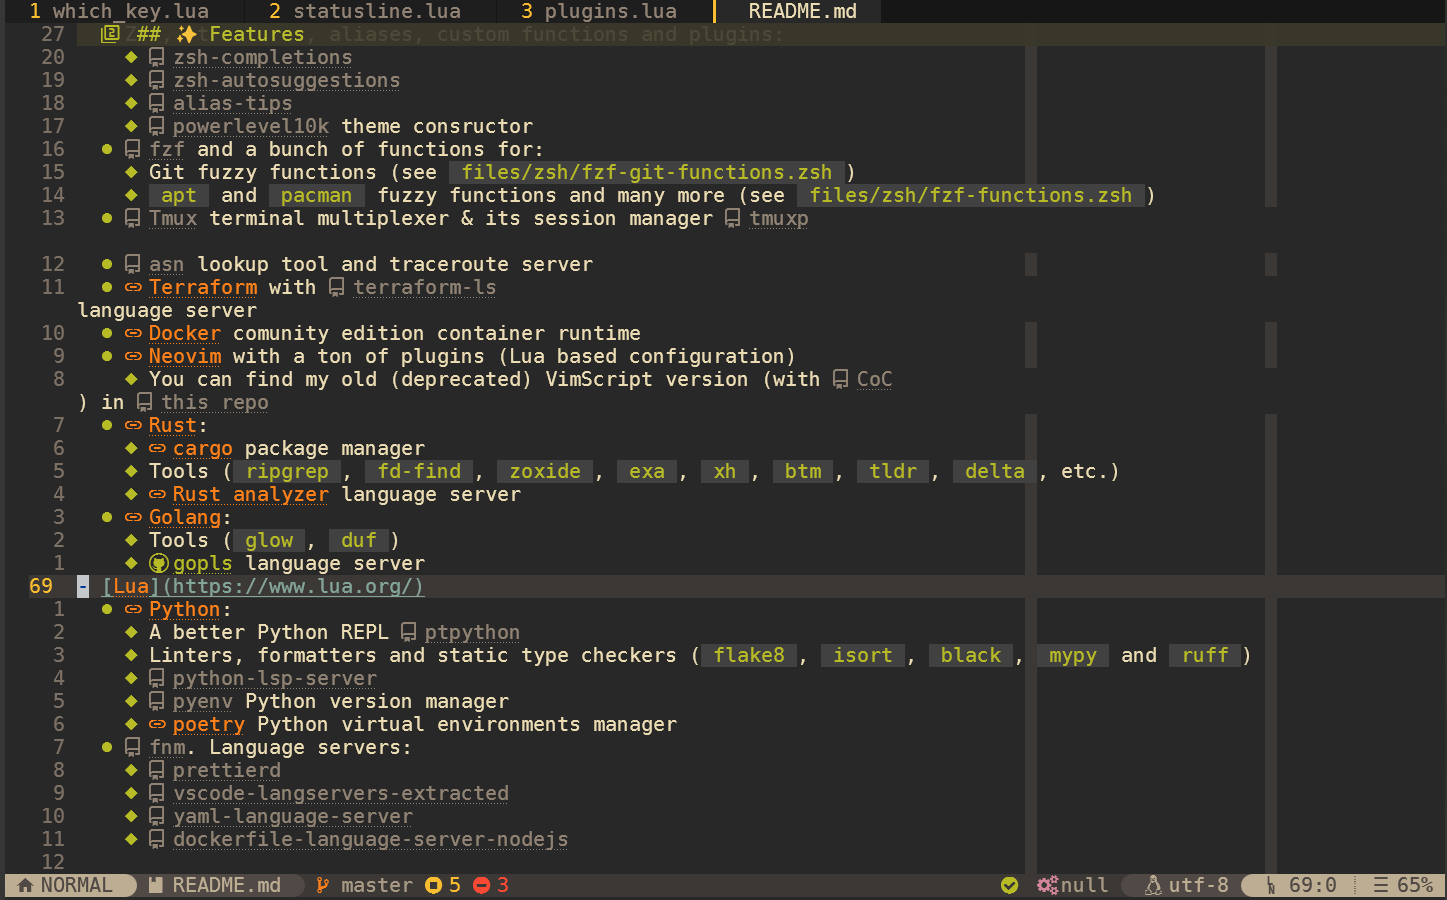 1 which_key.lua 2 statusline.lua 3 plugins.lua README.md
27 ## ✨ Features , aliases, custom functions and plugins:
20 zsh-completions
19 zsh-autosuggestions
18 alias-tips
17 powerlevel10k theme consructor
16 fzf and a bunch of functions for:
15 Git fuzzy functions (see files/zsh/fzf-git-functions.zsh )
14 apt and pacman fuzzy functions and many more (see files/zsh/fzf-functions.zsh )
13 Tmux terminal multiplexer & its session manager tmuxp
12 asn lookup tool and traceroute server
11 Terraform with terraform-ls
language server
10 Docker comunity edition container runtime
9 Neovim with a ton of plugins (Lua based configuration)
8 You can find my old (deprecated) VimScript version (with CoC
) in this repo
7 Rust:
6 cargo package manager
5 Tools ( ripgrep , fd-find , zoxide , exa , xh , btm , tldr , delta , etc.)
4 Rust analyzer language server
3 Golang:
2 Tools ( glow , duf )
1 gopls language server
69 - [Lua](https://www.lua.org/)
1 Python:
2 A better Python REPL ptpython
3 Linters, formatters and static type checkers ( flake8 , isort , black , mypy and ruff )
4 python-lsp-server
5 pyenv Python version manager
6 poetry Python virtual environments manager
7 fnm. Language servers:
8 prettierd
9 vscode-langservers-extracted
10 yaml-language-server
11 dockerfile-language-server-nodejs
12
NORMAL README.md master 5 3 null utf-8 69:0 65%